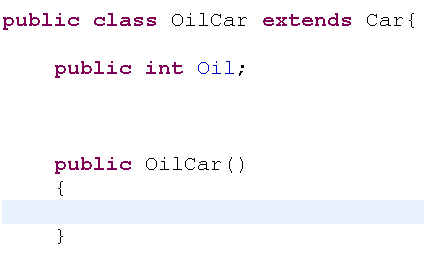 public class OilCar extends Car{
public int Oil;
public OilCar()
{
}